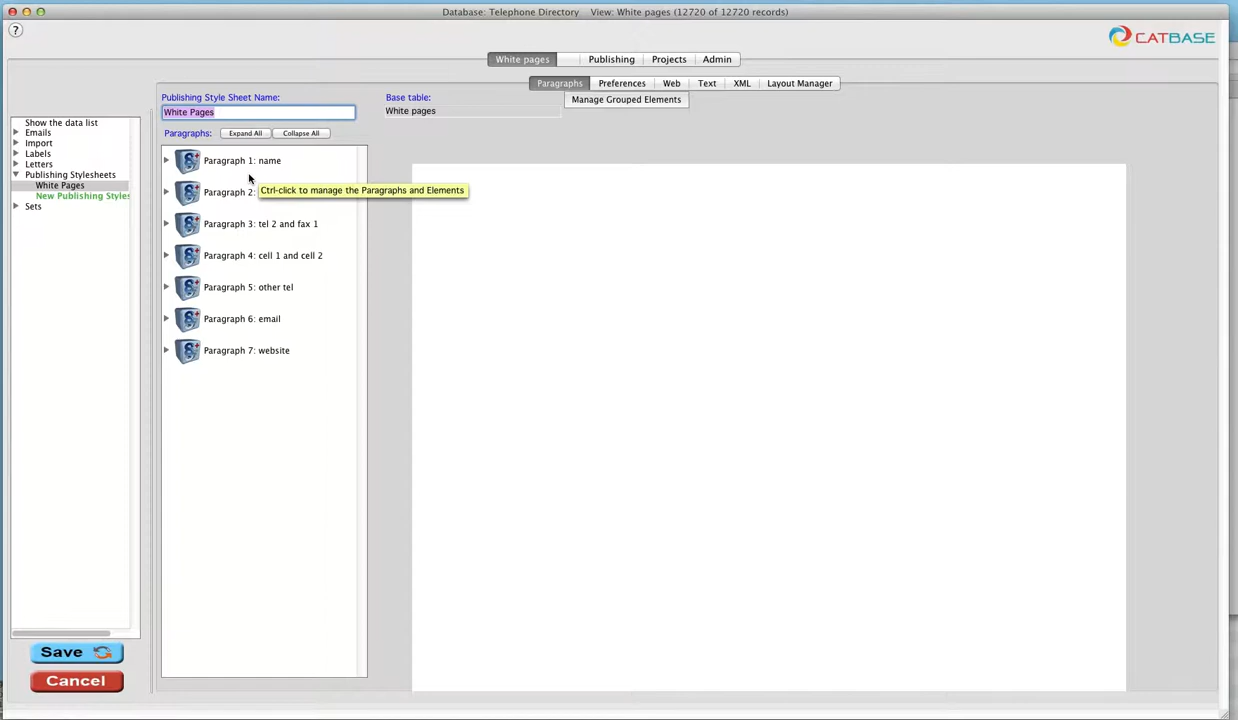 Database: Telephone Directory View: White pages (12720 of 12720 records)
?
CATBASE
White pages Publishing Projects Admin
Paragraphs Preferences Web Text XML Layout Manager
Manage Grouped Elements
Publishing Style Sheet Name:
White Pages
Base table:
White pages
Paragraphs: Expand All Collapse All
Show the data list
Emails
Import
Labels
Letters
Publishing Stylesheets
White Pages
New Publishing Styles
Sets
Paragraph 1: name
Paragraph 2:
Ctrl-click to manage the Paragraphs and Elements
Paragraph 3: tel 2 and fax 1
Paragraph 4: cell 1 and cell 2
Paragraph 5: other tel
Paragraph 6: email
Paragraph 7: website
Save
Cancel